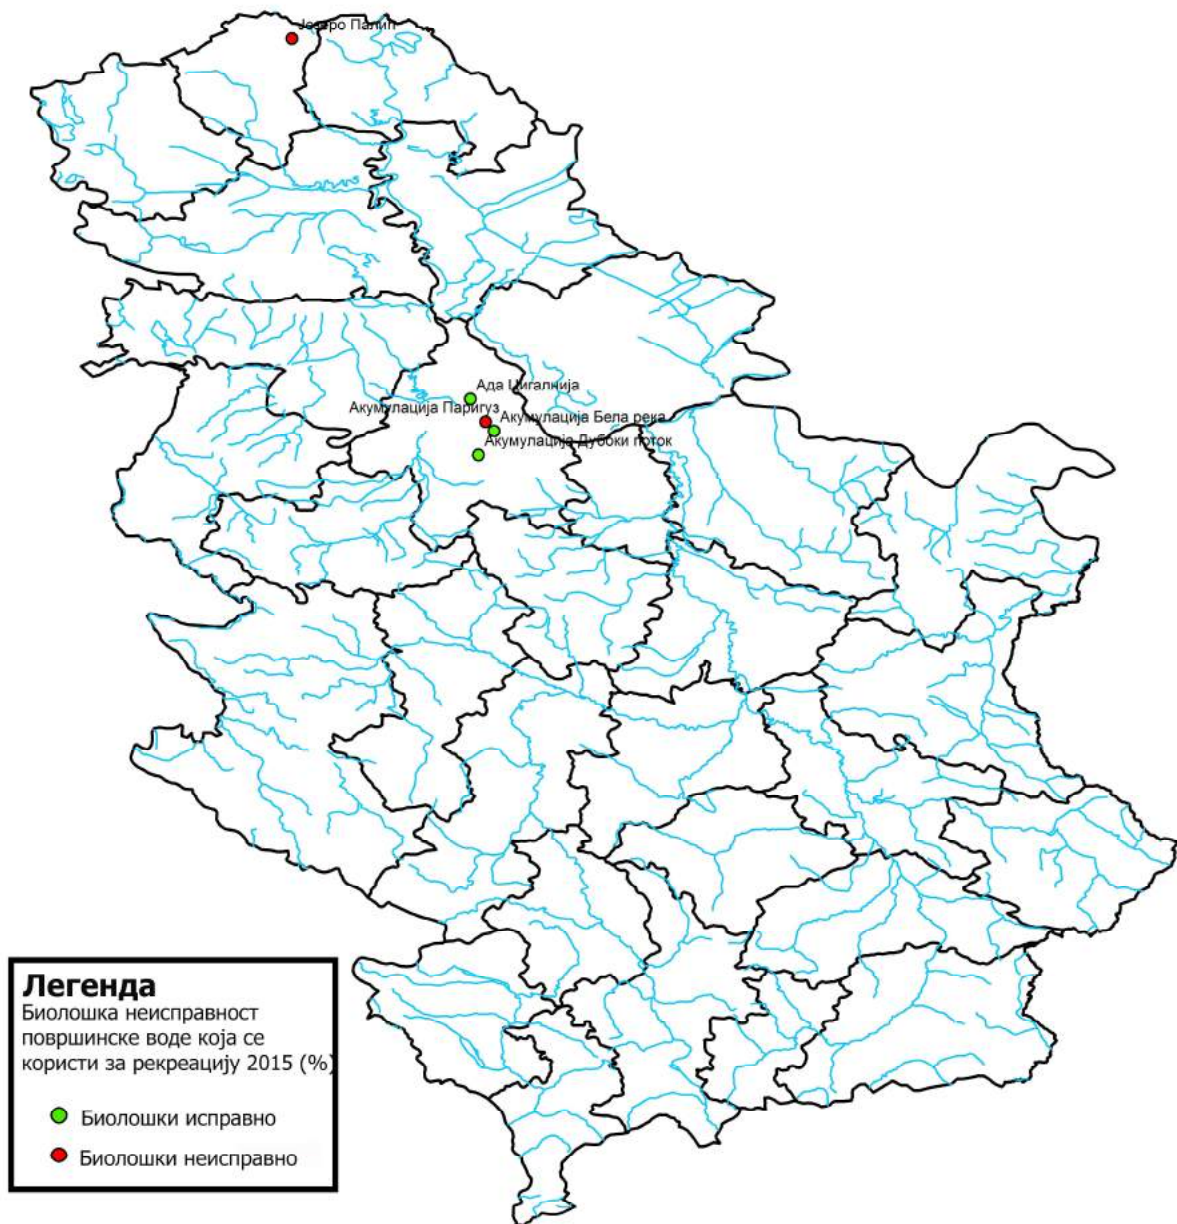 Језеро Палић
Ада Цигалнија
Акумулација Паригуз
Акумулација Бела река
Акумулација Дубоки поток
Легенда
Биолошка неисправност
површинске воде која се
користи за рекреацију 2015 (%)
Биолошки исправно
Биолошки неисправно